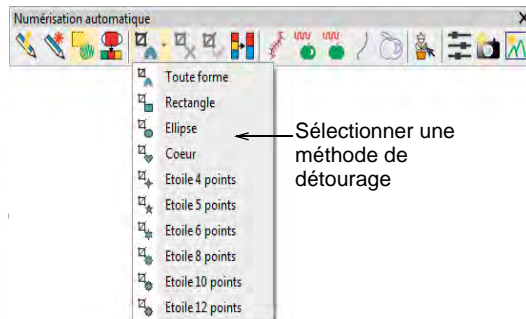 Numérisation automatique
Toute forme
Rectangle
Ellipse
Coeur
Etoile 4 points
Etoile 5 points
Etoile 6 points
Etoile 8 points
Etoile 10 points
Etoile 12 points
Sélectionner une
méthode de
détourage